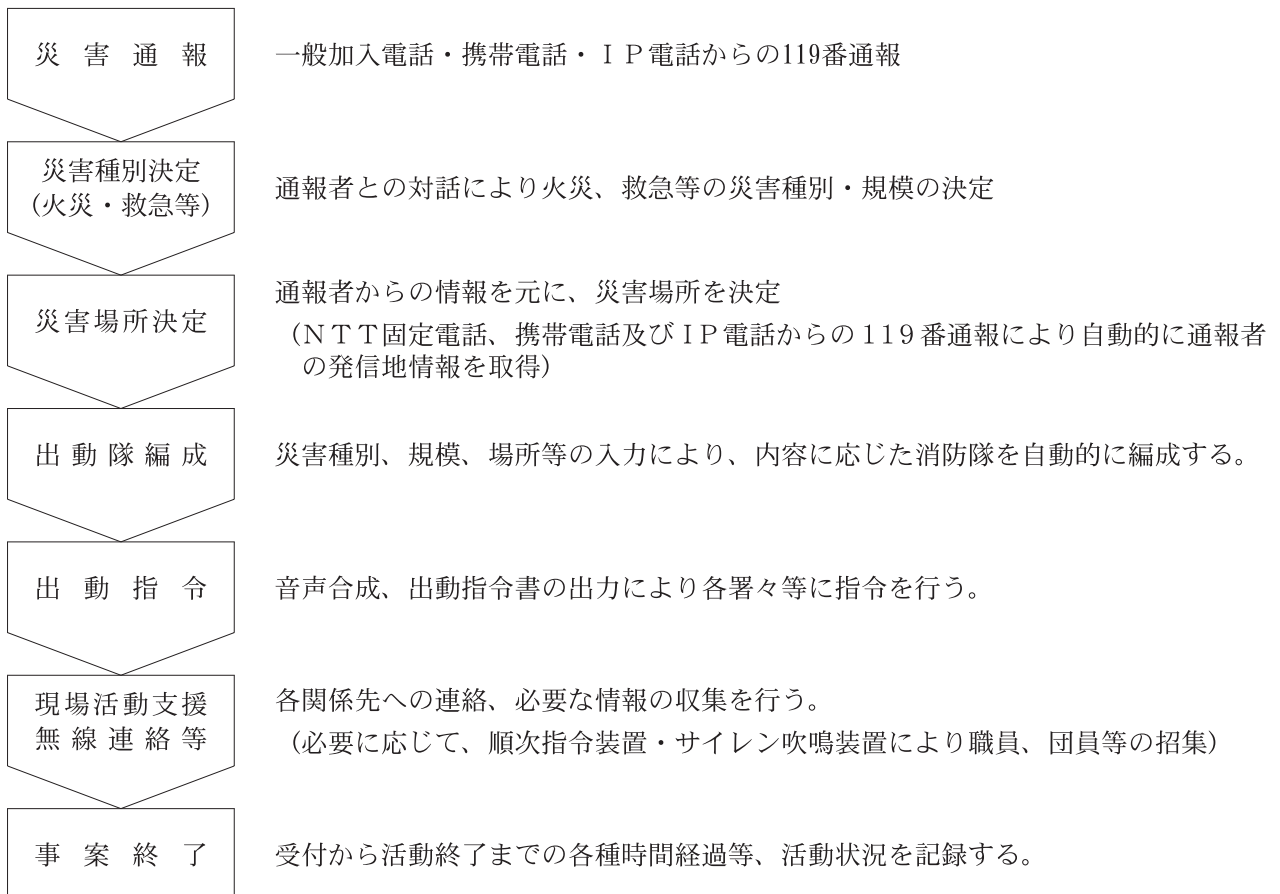 災害通報
一般加入電話・携帯電話・ＩＰ電話からの119番通報
災害種別決定
(火災・救急等)
通報者との対話により火災、救急等の災害種別・規模の決定
災害場所決定
通報者からの情報を元に、災害場所を決定
(ＮＴＴ固定電話、携帯電話及びＩＰ電話からの119番通報により自動的に通報者
の発信地情報を取得)
出動隊編成
災害種別、規模、場所等の入力により、内容に応じた消防隊を自動的に編成する。
出動指令
音声合成、出動指令書の出力により各署々等に指令を行う。
現場活動支援
無線連絡等
各関係先への連絡、必要な情報の収集を行う。
(必要に応じて、順次指令装置・サイレン吹鳴装置により職員、団員等の招集)
事案終了
受付から活動終了までの各種時間経過等、活動状況を記録する。